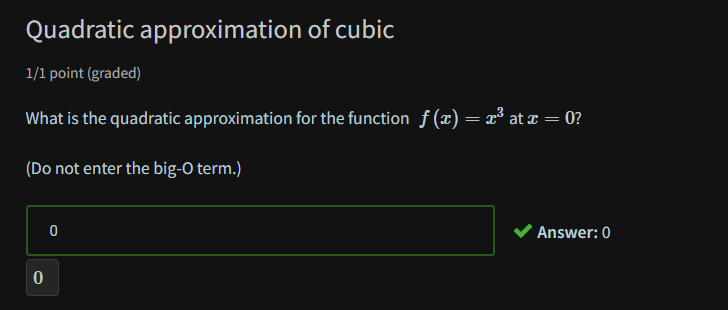 Quadratic approximation of cubic
1/1 point (graded)
What is the quadratic approximation for the function f (x) = x³ at x = 0?
(Do not enter the big-O term.)
0
Answer: 0
0